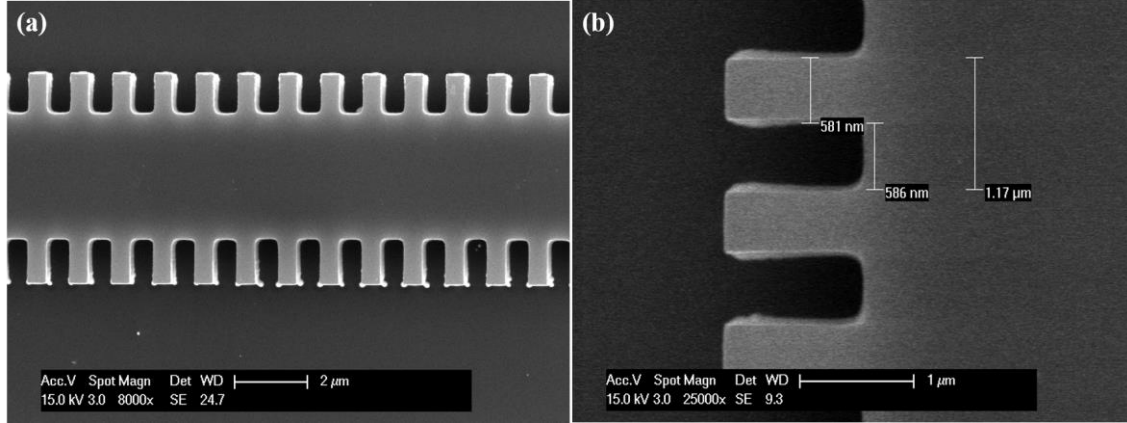 (a)
Acc.V Spot Magn Det WD 2 µm
15.0 kV 3.0 8000x SE 24.7
(b)
581 nm
586 nm
1.17 µm
Acc.V Spot Magn Det WD 1 µm
15.0 kV 3.0 25000x SE 9.3